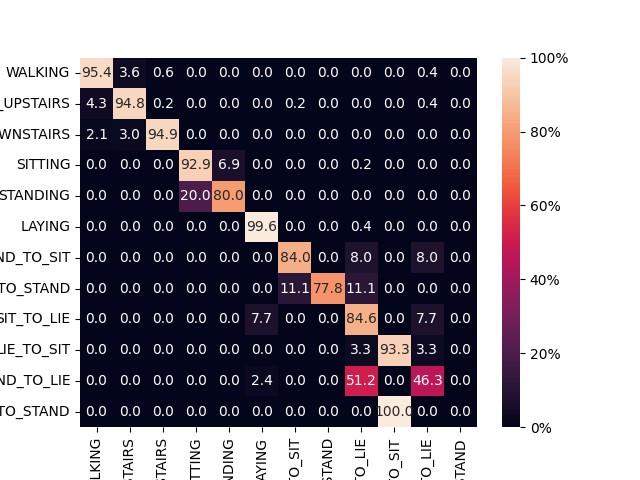 100%
WALKING 95.4 3.6 0.6 0.0 0.0 0.0 0.0 0.0 0.0 0.0 0.4 0.0
_UPSTAIRS 4.3 94.8 0.2 0.0 0.0 0.0 0.2 0.0 0.0 0.0 0.4 0.0
WNSTAIRS 2.1 3.0 94.9 0.0 0.0 0.0 0.0 0.0 0.0 0.0 0.0 0.0
80%
SITTING 0.0 0.0 0.0 92.9 6.9 0.0 0.0 0.0 0.2 0.0 0.0 0.0
STANDING 0.0 0.0 0.0 20.0 80.0 0.0 0.0 0.0 0.0 0.0 0.0 0.0
60%
LAYING 0.0 0.0 0.0 0.0 0.0 99.6 0.0 0.0 0.4 0.0 0.0 0.0
ND_TO_SIT 0.0 0.0 0.0 0.0 0.0 0.0 84.0 0.0 8.0 0.0 8.0 0.0
40%
TO_STAND 0.0 0.0 0.0 0.0 0.0 0.0 11.1 77.8 11.1 0.0 0.0 0.0
SIT_TO_LIE 0.0 0.0 0.0 0.0 0.0 7.7 0.0 0.0 84.6 0.0 7.7 0.0
LIE_TO_SIT 0.0 0.0 0.0 0.0 0.0 0.0 0.0 0.0 3.3 93.3 3.3 0.0
20%
ND_TO_LIE 0.0 0.0 0.0 0.0 0.0 2.4 0.0 0.0 51.2 0.0 46.3 0.0
TO_STAND 0.0 0.0 0.0 0.0 0.0 0.0 0.0 0.0 0.0 100.0 0.0 0.0
0%
LKING
TAIRS
TAIRS
TTING
NDING
AYING
TO_SIT
STAND
TO_LIE
TO_SIT
TO_LIE
TAND